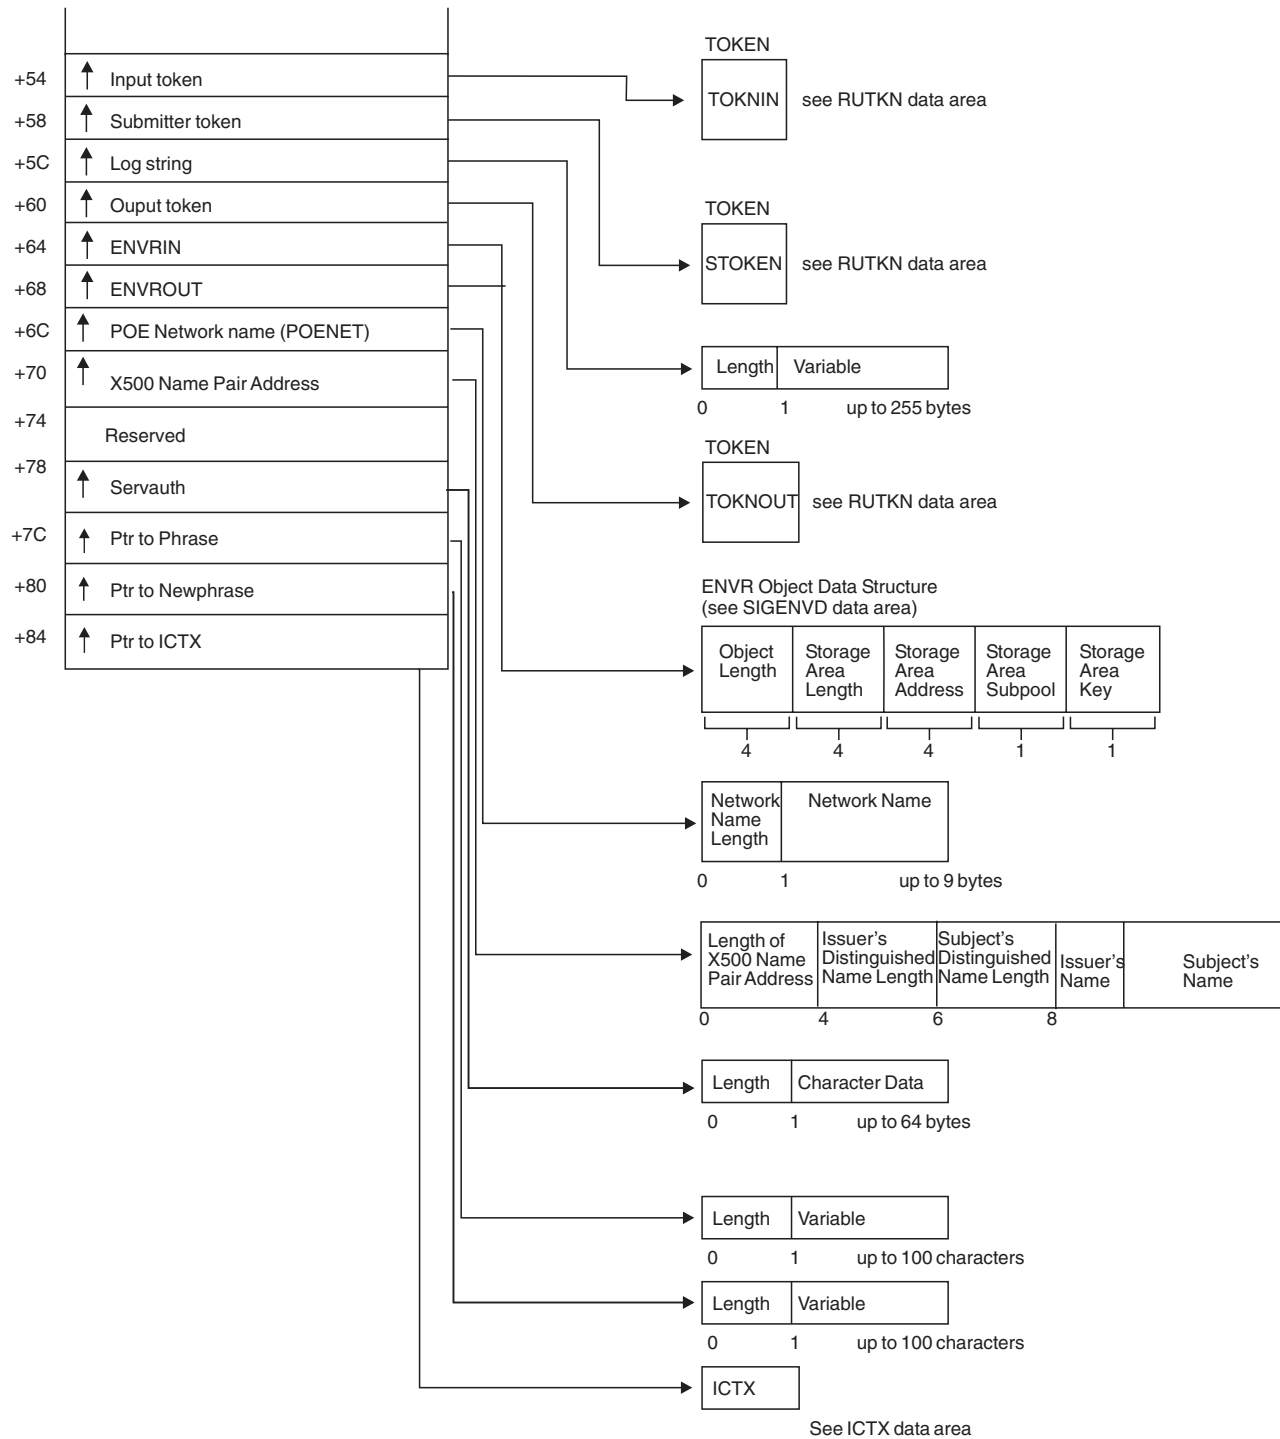 +54 Input token
+58 Submitter token
+5C Log string
+60 Ouput token
+64 ENVRIN
+68 ENVROUT
+6C POE Network name (POENET)
+70 X500 Name Pair Address
+74 Reserved
+78 Servauth
+7C Ptr to Phrase
+80 Ptr to Newphrase
+84 Ptr to ICTX
TOKEN
TOKNIN see RUTKN data area
TOKEN
STOKEN see RUTKN data area
Length Variable
0 1 up to 255 bytes
TOKEN
TOKNOUT see RUTKN data area
ENVR Object Data Structure
(see SIGENVD data area)
Object
Length
Storage
Area
Length
Storage
Area
Address
Storage
Area
Subpool
Storage
Area
Key
4 4 4 1 1
Network
Name
Length
Network Name
0 1 up to 9 bytes
Length of
X500 Name
Pair Address
Issuer's
Distinguished
Name Length
Subject's
Distinguished
Name Length
Issuer's
Name
Subject's
Name
0 4 6 8
Length Character Data
0 1 up to 64 bytes
Length Variable
0 1 up to 100 characters
Length Variable
0 1 up to 100 characters
ICTX
See ICTX data area